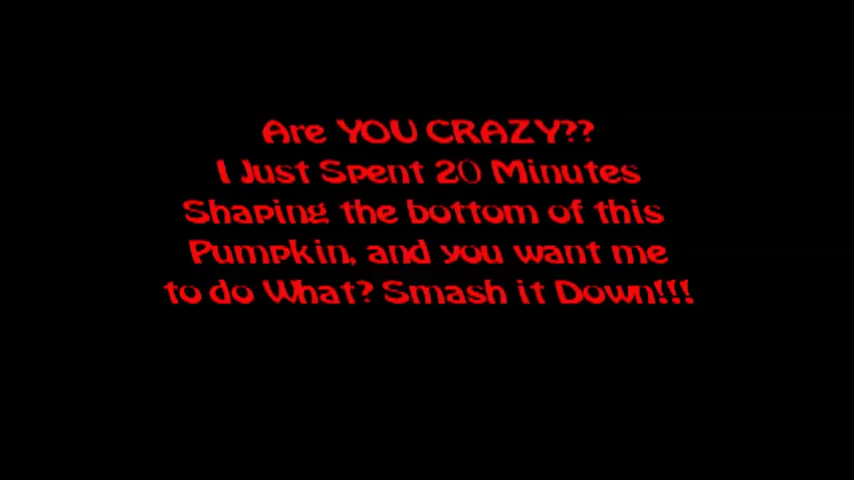 Are YOU CRAZY??
I Just Spent 20 Minutes
Shaping the bottom of this
Pumpkin, and you want me
to do What? Smash it Down!!!